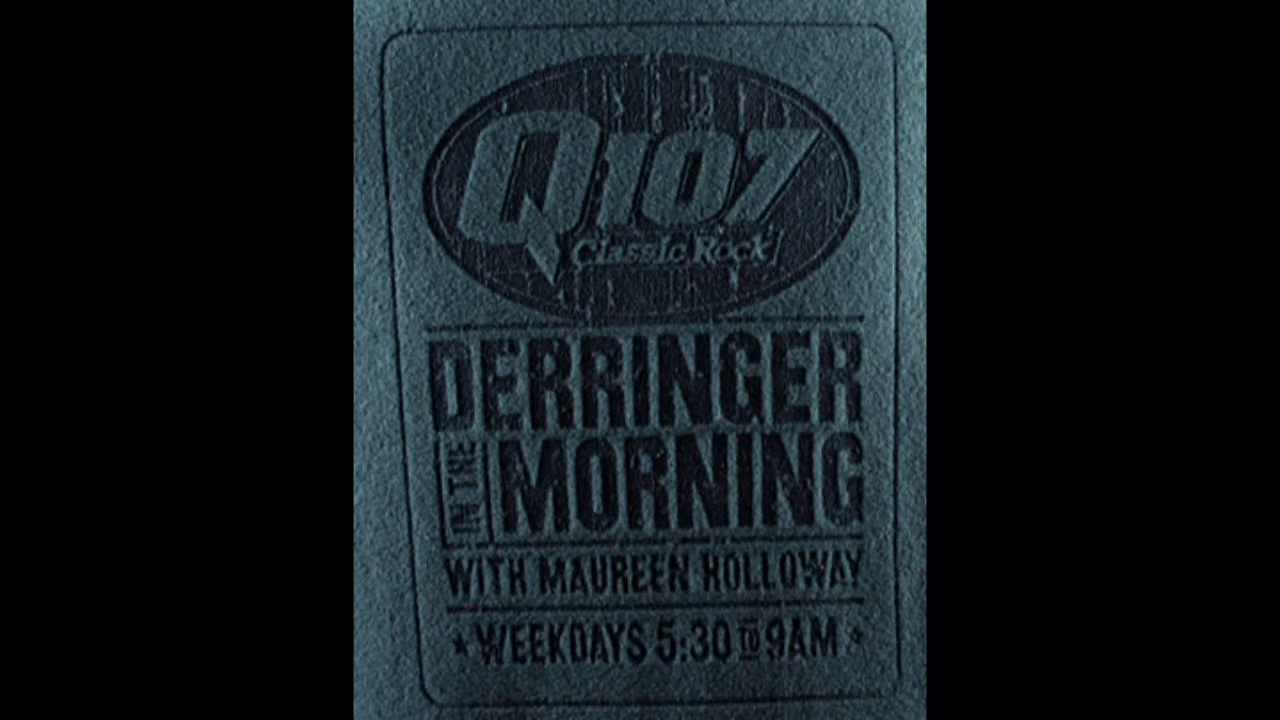 Q107
Classic Rock
DERRINGER
IN THE
MORNING
WITH MAUREEN HOLLOWAY
WEEKDAYS 5:30 TO 9AM